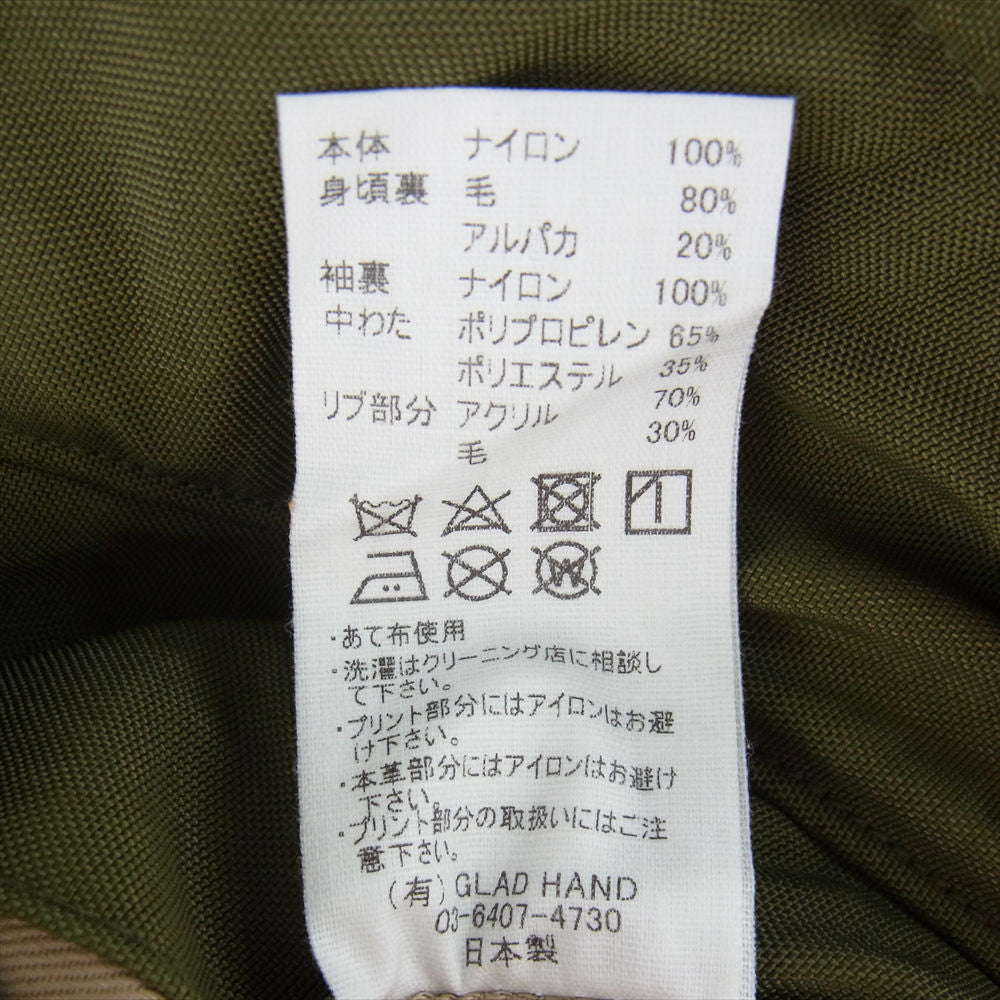 本体 ナイロン 100%
身頃裏 毛 80%
アルパカ 20%
袖裏 ナイロン 100%
中わた ポリプロピレン 65%
ポリエステル 35%
リブ部分 アクリル 70%
毛 30%
W
・あて布使用
・洗濯はクリーニング店に相談し
て下さい。
・プリント部分にはアイロンはお避
け下さい。
・本革部分にはアイロンはお避け
下さい。
・プリント部分の取扱いにはご注
意下さい。
(有)GLAD HAND
03-6407-4730
日本製